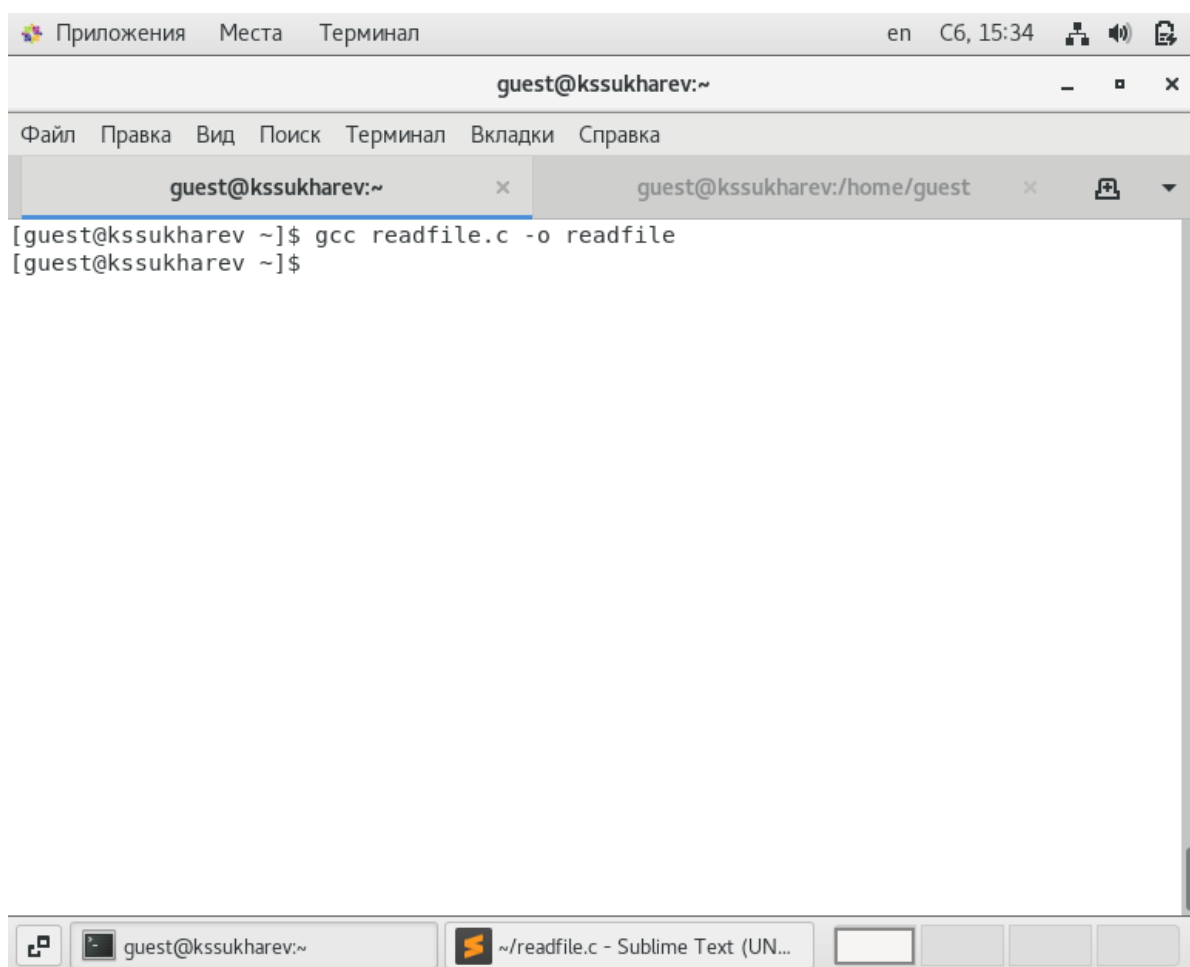 Приложения Места Терминал en Сб, 15:34
guest@kssukharev:~
Файл Правка Вид Поиск Терминал Вкладки Справка
guest@kssukharev:~ guest@kssukharev:/home/guest
[guest@kssukharev ~]$ gcc readfile.c -o readfile
[guest@kssukharev ~]$
guest@kssukharev:~ ~/readfile.c - Sublime Text (UN...